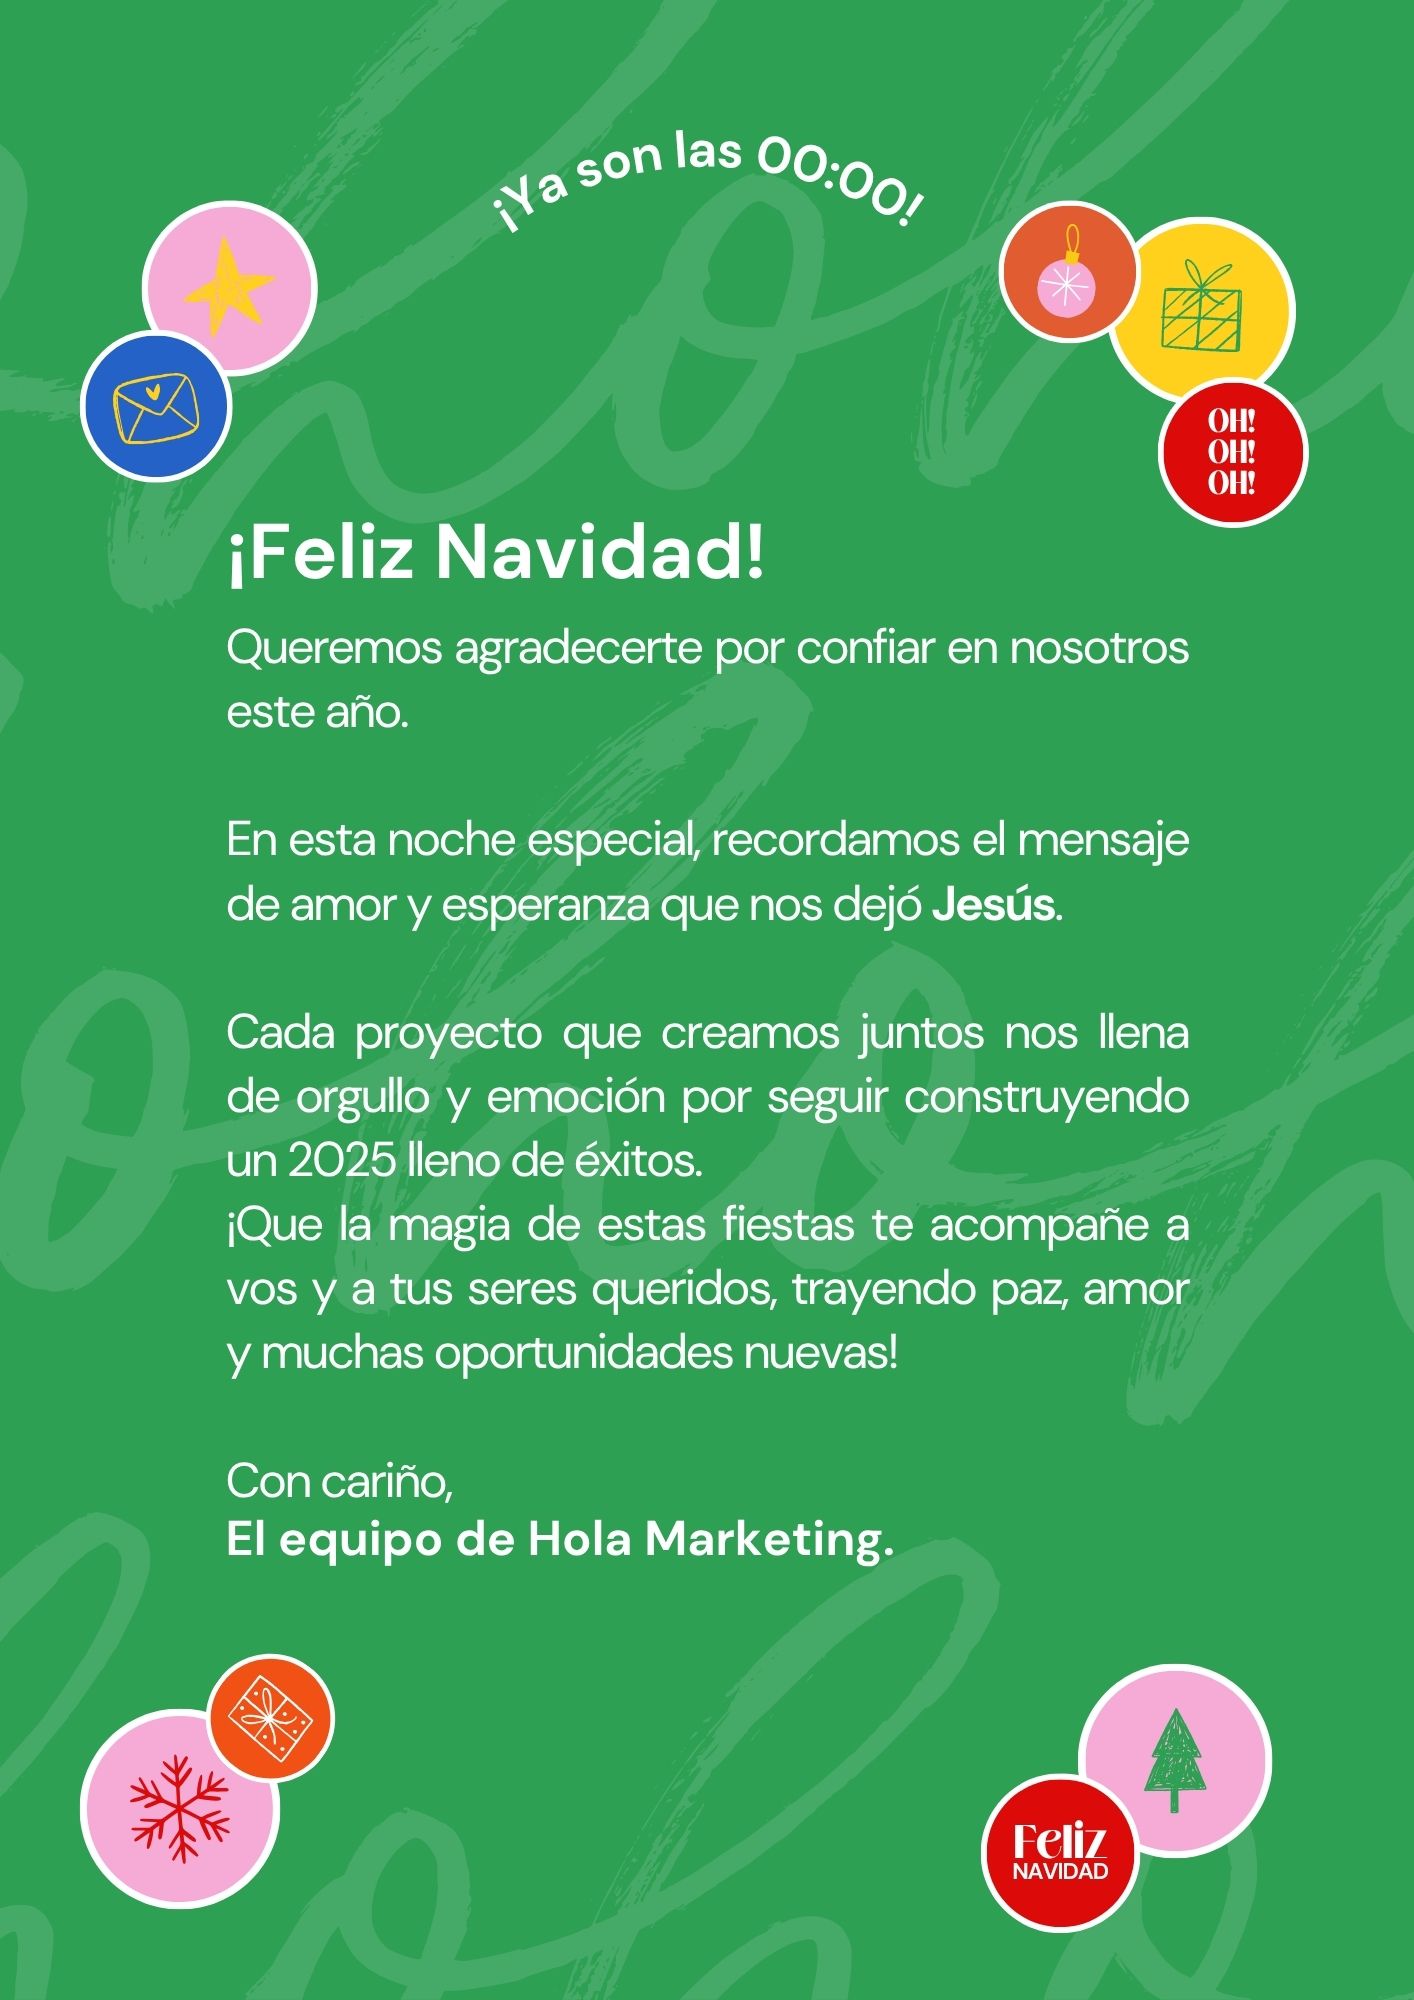 ¡Ya son las 00:00!
OH!
OH!
OH!
¡Feliz Navidad!
Queremos agradecerte por confiar en nosotros
este año.
En esta noche especial, recordamos el mensaje
de amor y esperanza que nos dejó Jesús.
Cada proyecto que creamos juntos nos llena
de orgullo y emoción por seguir construyendo
un 2025 lleno de éxitos.
¡Que la magia de estas fiestas te acompañe a
vos y a tus seres queridos, trayendo paz, amor
y muchas oportunidades nuevas!
Con cariño,
El equipo de Hola Marketing.
Feliz
NAVIDAD